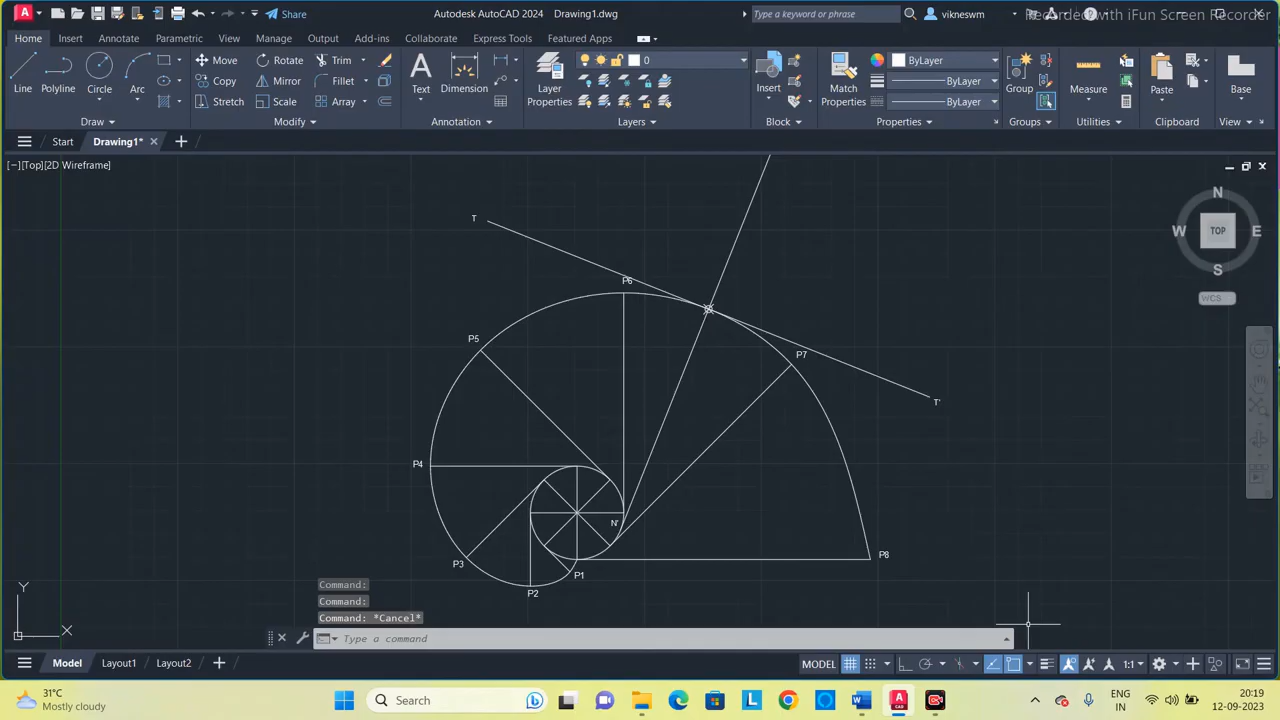 Autodesk AutoCAD 2024 Drawing1.dwg
Share
Type a keyword or phrase
vikneswm
Recorded with iFun Screen Recorder
Home Insert Annotate Parametric View Manage Output Add-ins Collaborate Express Tools Featured Apps
Line Polyline Circle Arc
Move Rotate Trim
Copy Mirror Fillet
Stretch Scale Array
Text Dimension
Layer Properties
0
Insert
Match Properties
ByLayer
ByLayer
ByLayer
Group
Measure
Paste
Base
Draw Modify Annotation Layers Block Properties Groups Utilities Clipboard View
Start Drawing1*
[−][Top][2D Wireframe]
N
W TOP E
S
WCS
T
P6
P5
P7
T'
P4
N'
P3
P1
P2
P8
Y
X
Command:
Command:
Command: *Cancel*
Type a command
Model Layout1 Layout2
MODEL
1:1
31°C
Mostly cloudy
Search
ENG
IN
20:19
12-09-2023